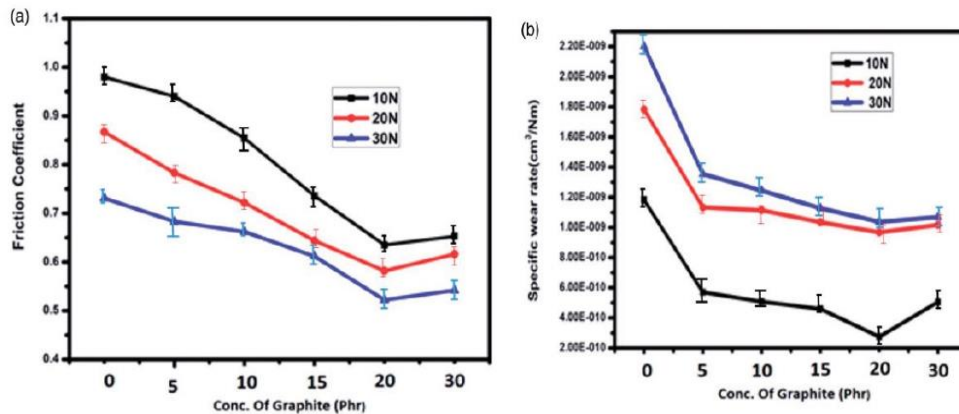 (a)
1.1
1.0
0.9
0.8
0.7
0.6
0.5
0.4
Friction Coefficient
10N
20N
30N
0 5 10 15 20 30
Conc. Of Graphite (Phr)
(b)
2.20E-009
2.00E-009
1.80E-009
1.60E-009
1.40E-009
1.20E-009
1.00E-009
8.00E-010
6.00E-010
4.00E-010
2.00E-010
Specific wear rate(cm³/Nm)
10N
20N
30N
0 5 10 15 20 30
Conc. Of Graphite (Phr)